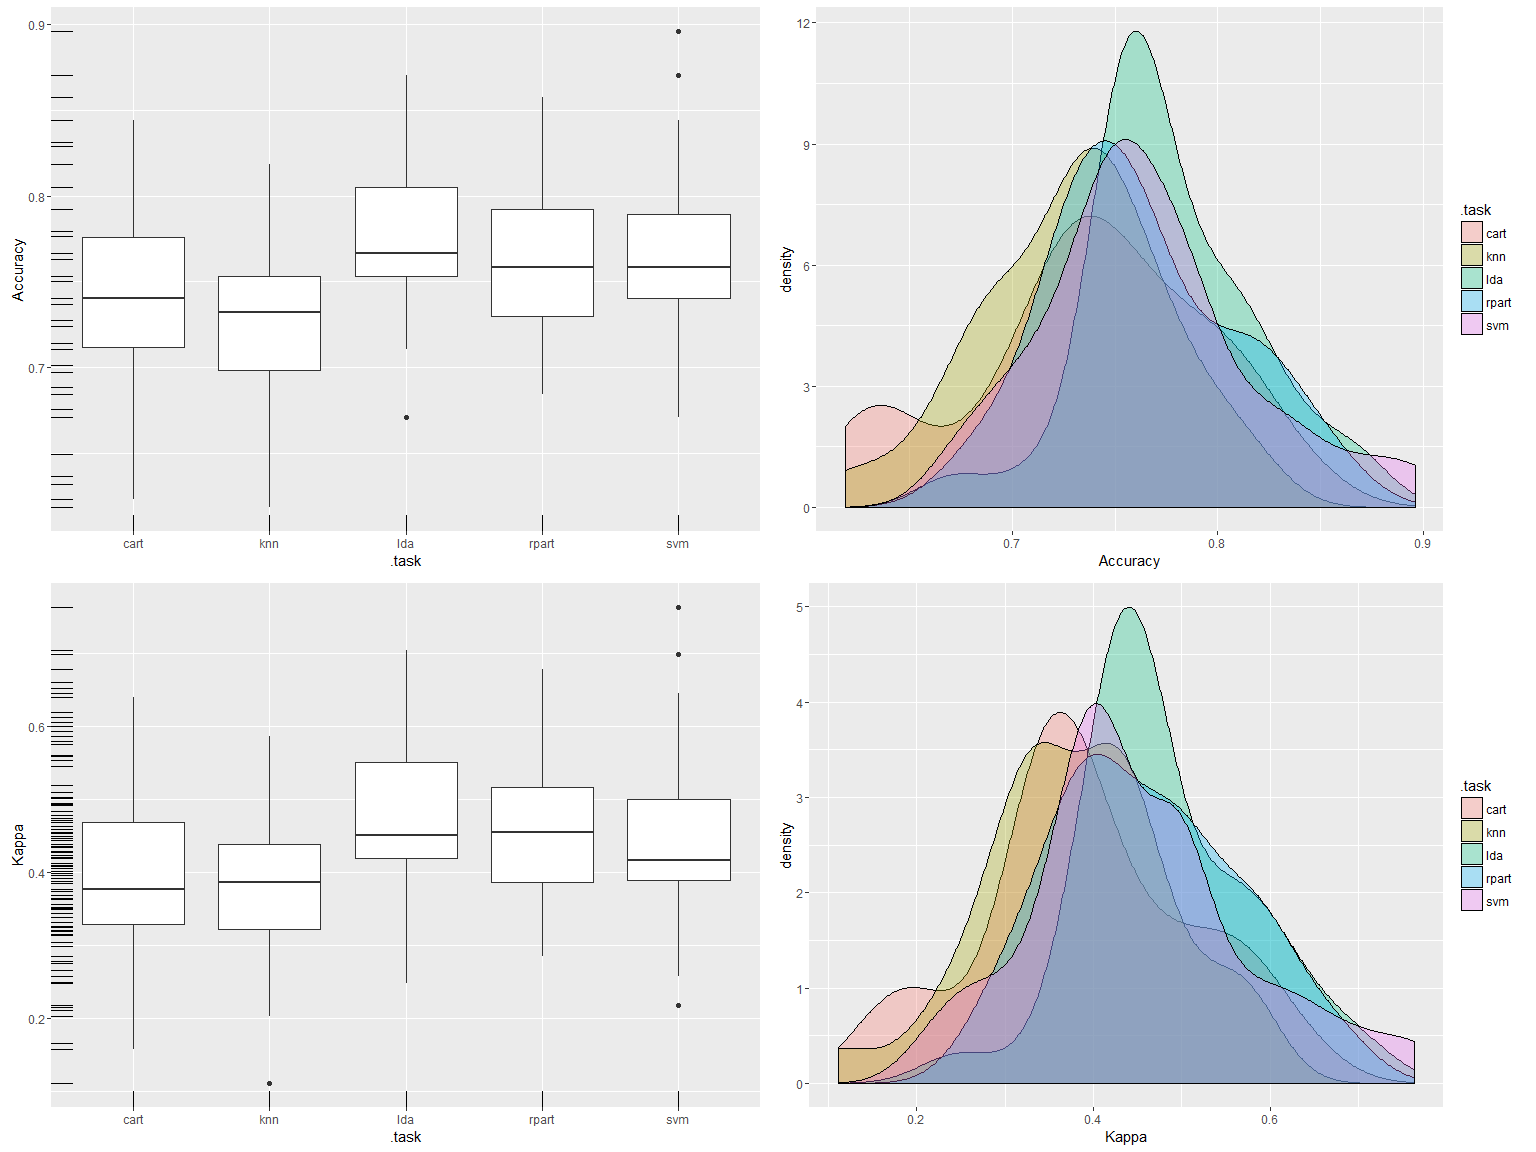 0.9
0.8
0.7
Accuracy
cart
knn
lda
rpart
svm
.task
12
9
6
3
0
density
0.7
0.8
0.9
Accuracy
.task
cart
knn
lda
rpart
svm
0.6
0.4
0.2
Kappa
cart
knn
lda
rpart
svm
.task
5
4
3
2
1
0
density
0.2
0.4
0.6
Kappa
.task
cart
knn
lda
rpart
svm